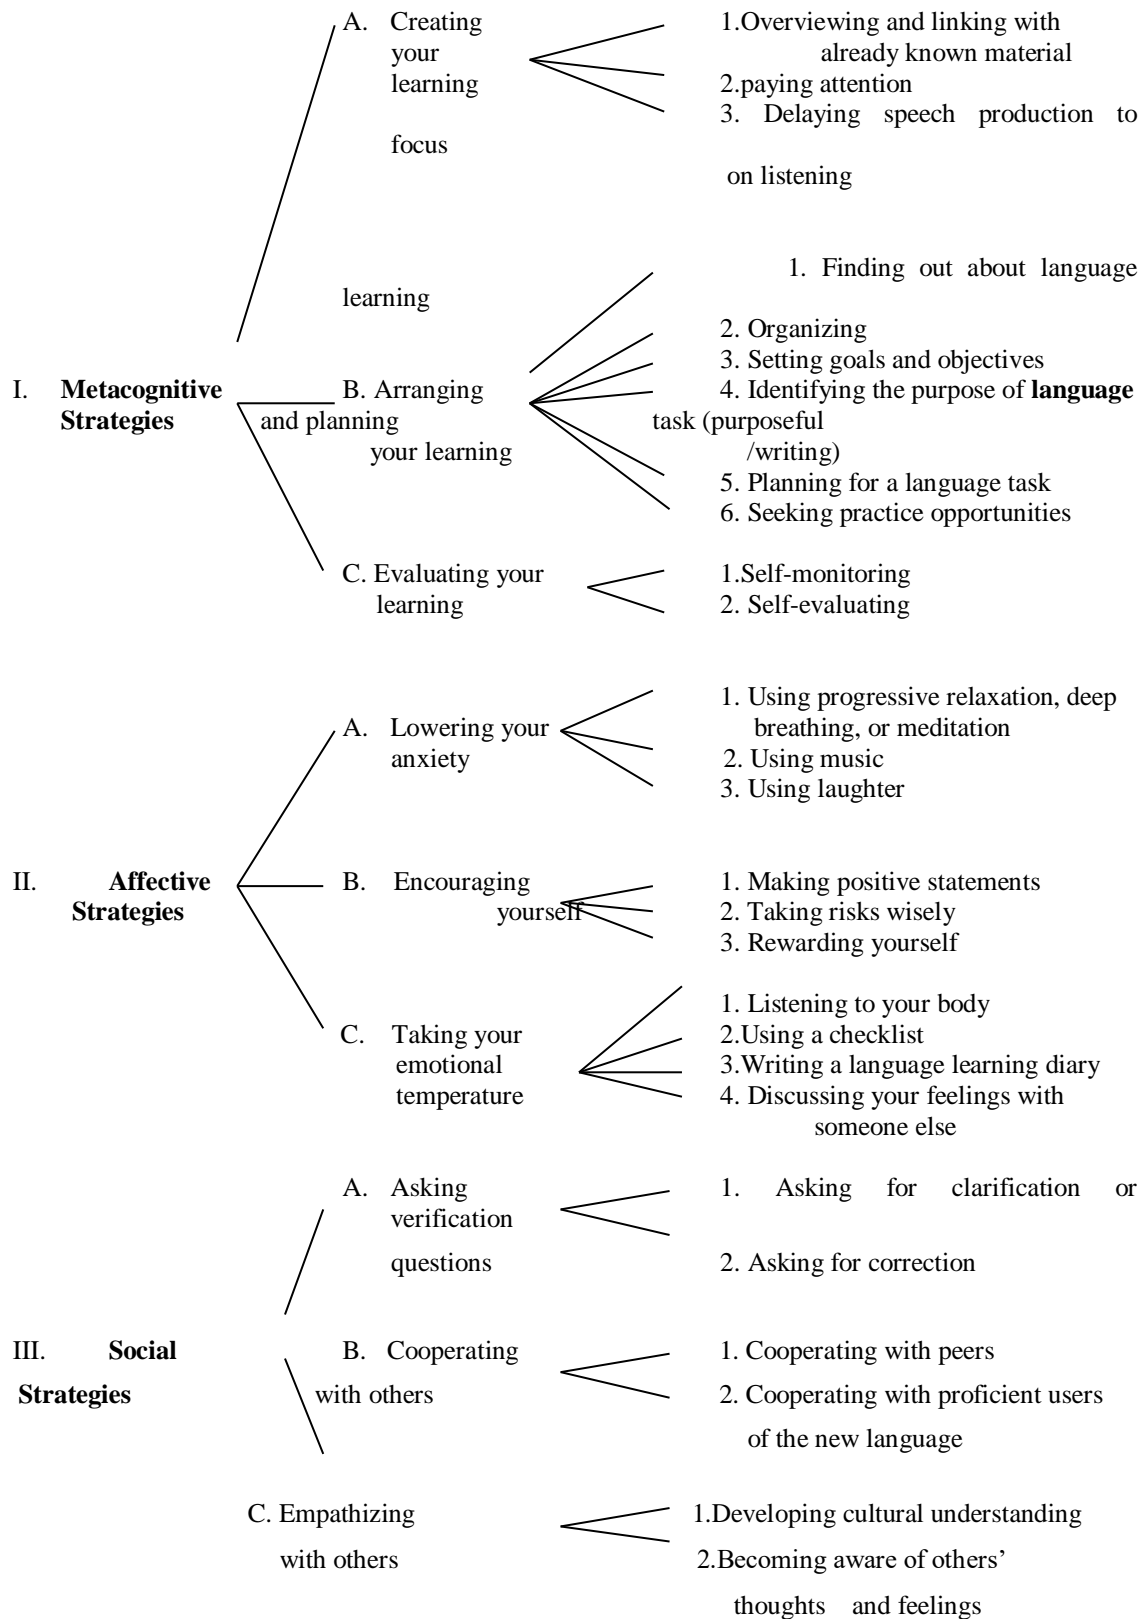 A. Creating 1.Overviewing and linking with
your already known material
learning 2.paying attention
3. Delaying speech production to
focus
on listening
1. Finding out about language
learning
2. Organizing
3. Setting goals and objectives
I. Metacognitive B. Arranging 4. Identifying the purpose of language
Strategies and planning task (purposeful
your learning /writing)
5. Planning for a language task
6. Seeking practice opportunities
C. Evaluating your 1.Self-monitoring
learning 2. Self-evaluating
1. Using progressive relaxation, deep
A. Lowering your breathing, or meditation
anxiety 2. Using music
3. Using laughter
II. Affective B. Encouraging 1. Making positive statements
Strategies yourself 2. Taking risks wisely
3. Rewarding yourself
1. Listening to your body
C. Taking your 2.Using a checklist
emotional 3.Writing a language learning diary
temperature 4. Discussing your feelings with
someone else
A. Asking 1. Asking for clarification or
verification
questions 2. Asking for correction
III. Social B. Cooperating 1. Cooperating with peers
Strategies with others 2. Cooperating with proficient users
of the new language
C. Empathizing 1.Developing cultural understanding
with others 2.Becoming aware of others’
thoughts and feelings